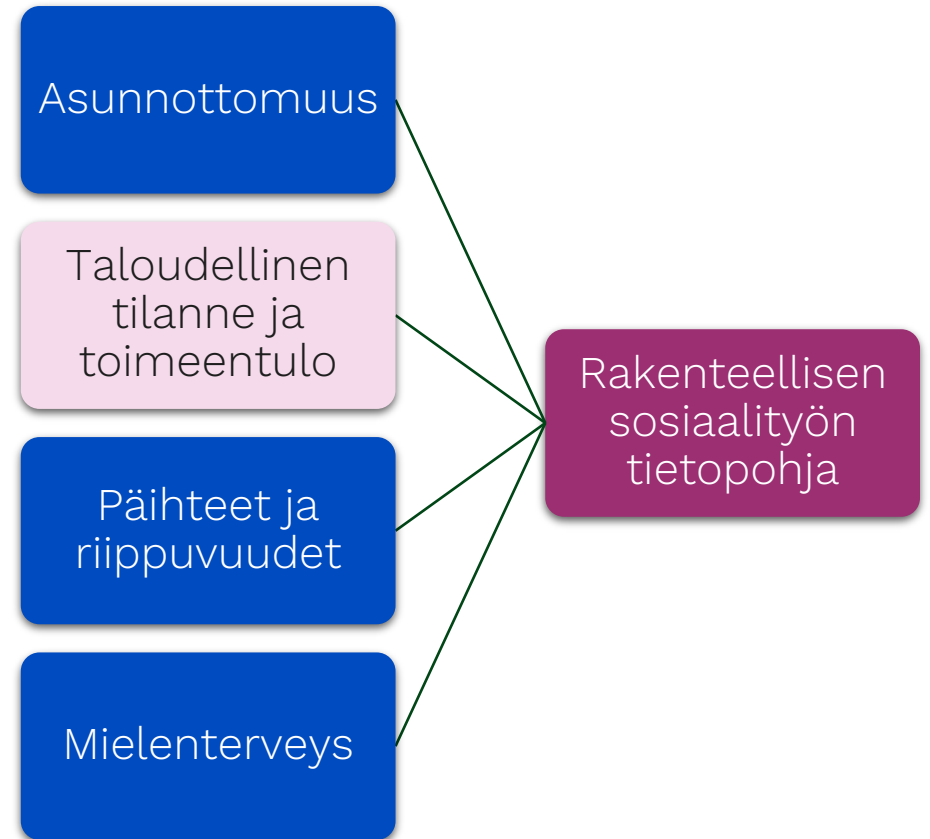 Asunnottomuus
Taloudellinen
tilanne ja
toimeentulo
Päihteet ja
riippuvuudet
Mielenterveys
Rakenteellisen
sosiaalityön
tietopohja